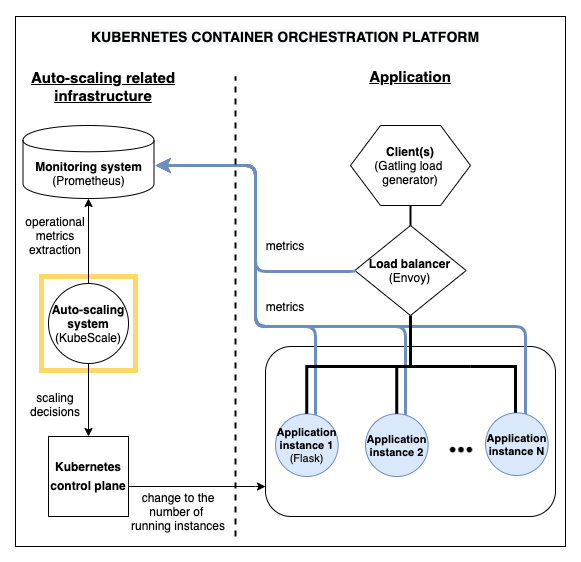 KUBERNETES CONTAINER ORCHESTRATION PLATFORM
Auto-scaling related
infrastructure
Application
Monitoring system
(Prometheus)
Client(s)
(Gatling load
generator)
operational
metrics
extraction
metrics
Load balancer
(Envoy)
metrics
Auto-scaling
system
(KubeScale)
scaling
decisions
Kubernetes
control plane
change to the
number of
running instances
Application
instance 1
(Flask)
Application
instance 2
•••
Application
instance N